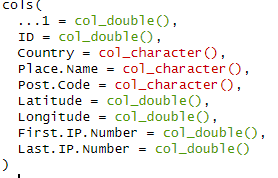 cols(
  ...1 = col_double(),
  ID = col_double(),
  Country = col_character(),
  Place.Name = col_character(),
  Post.Code = col_character(),
  Latitude = col_double(),
  Longitude = col_double(),
  First.IP.Number = col_double(),
  Last.IP.Number = col_double()
)